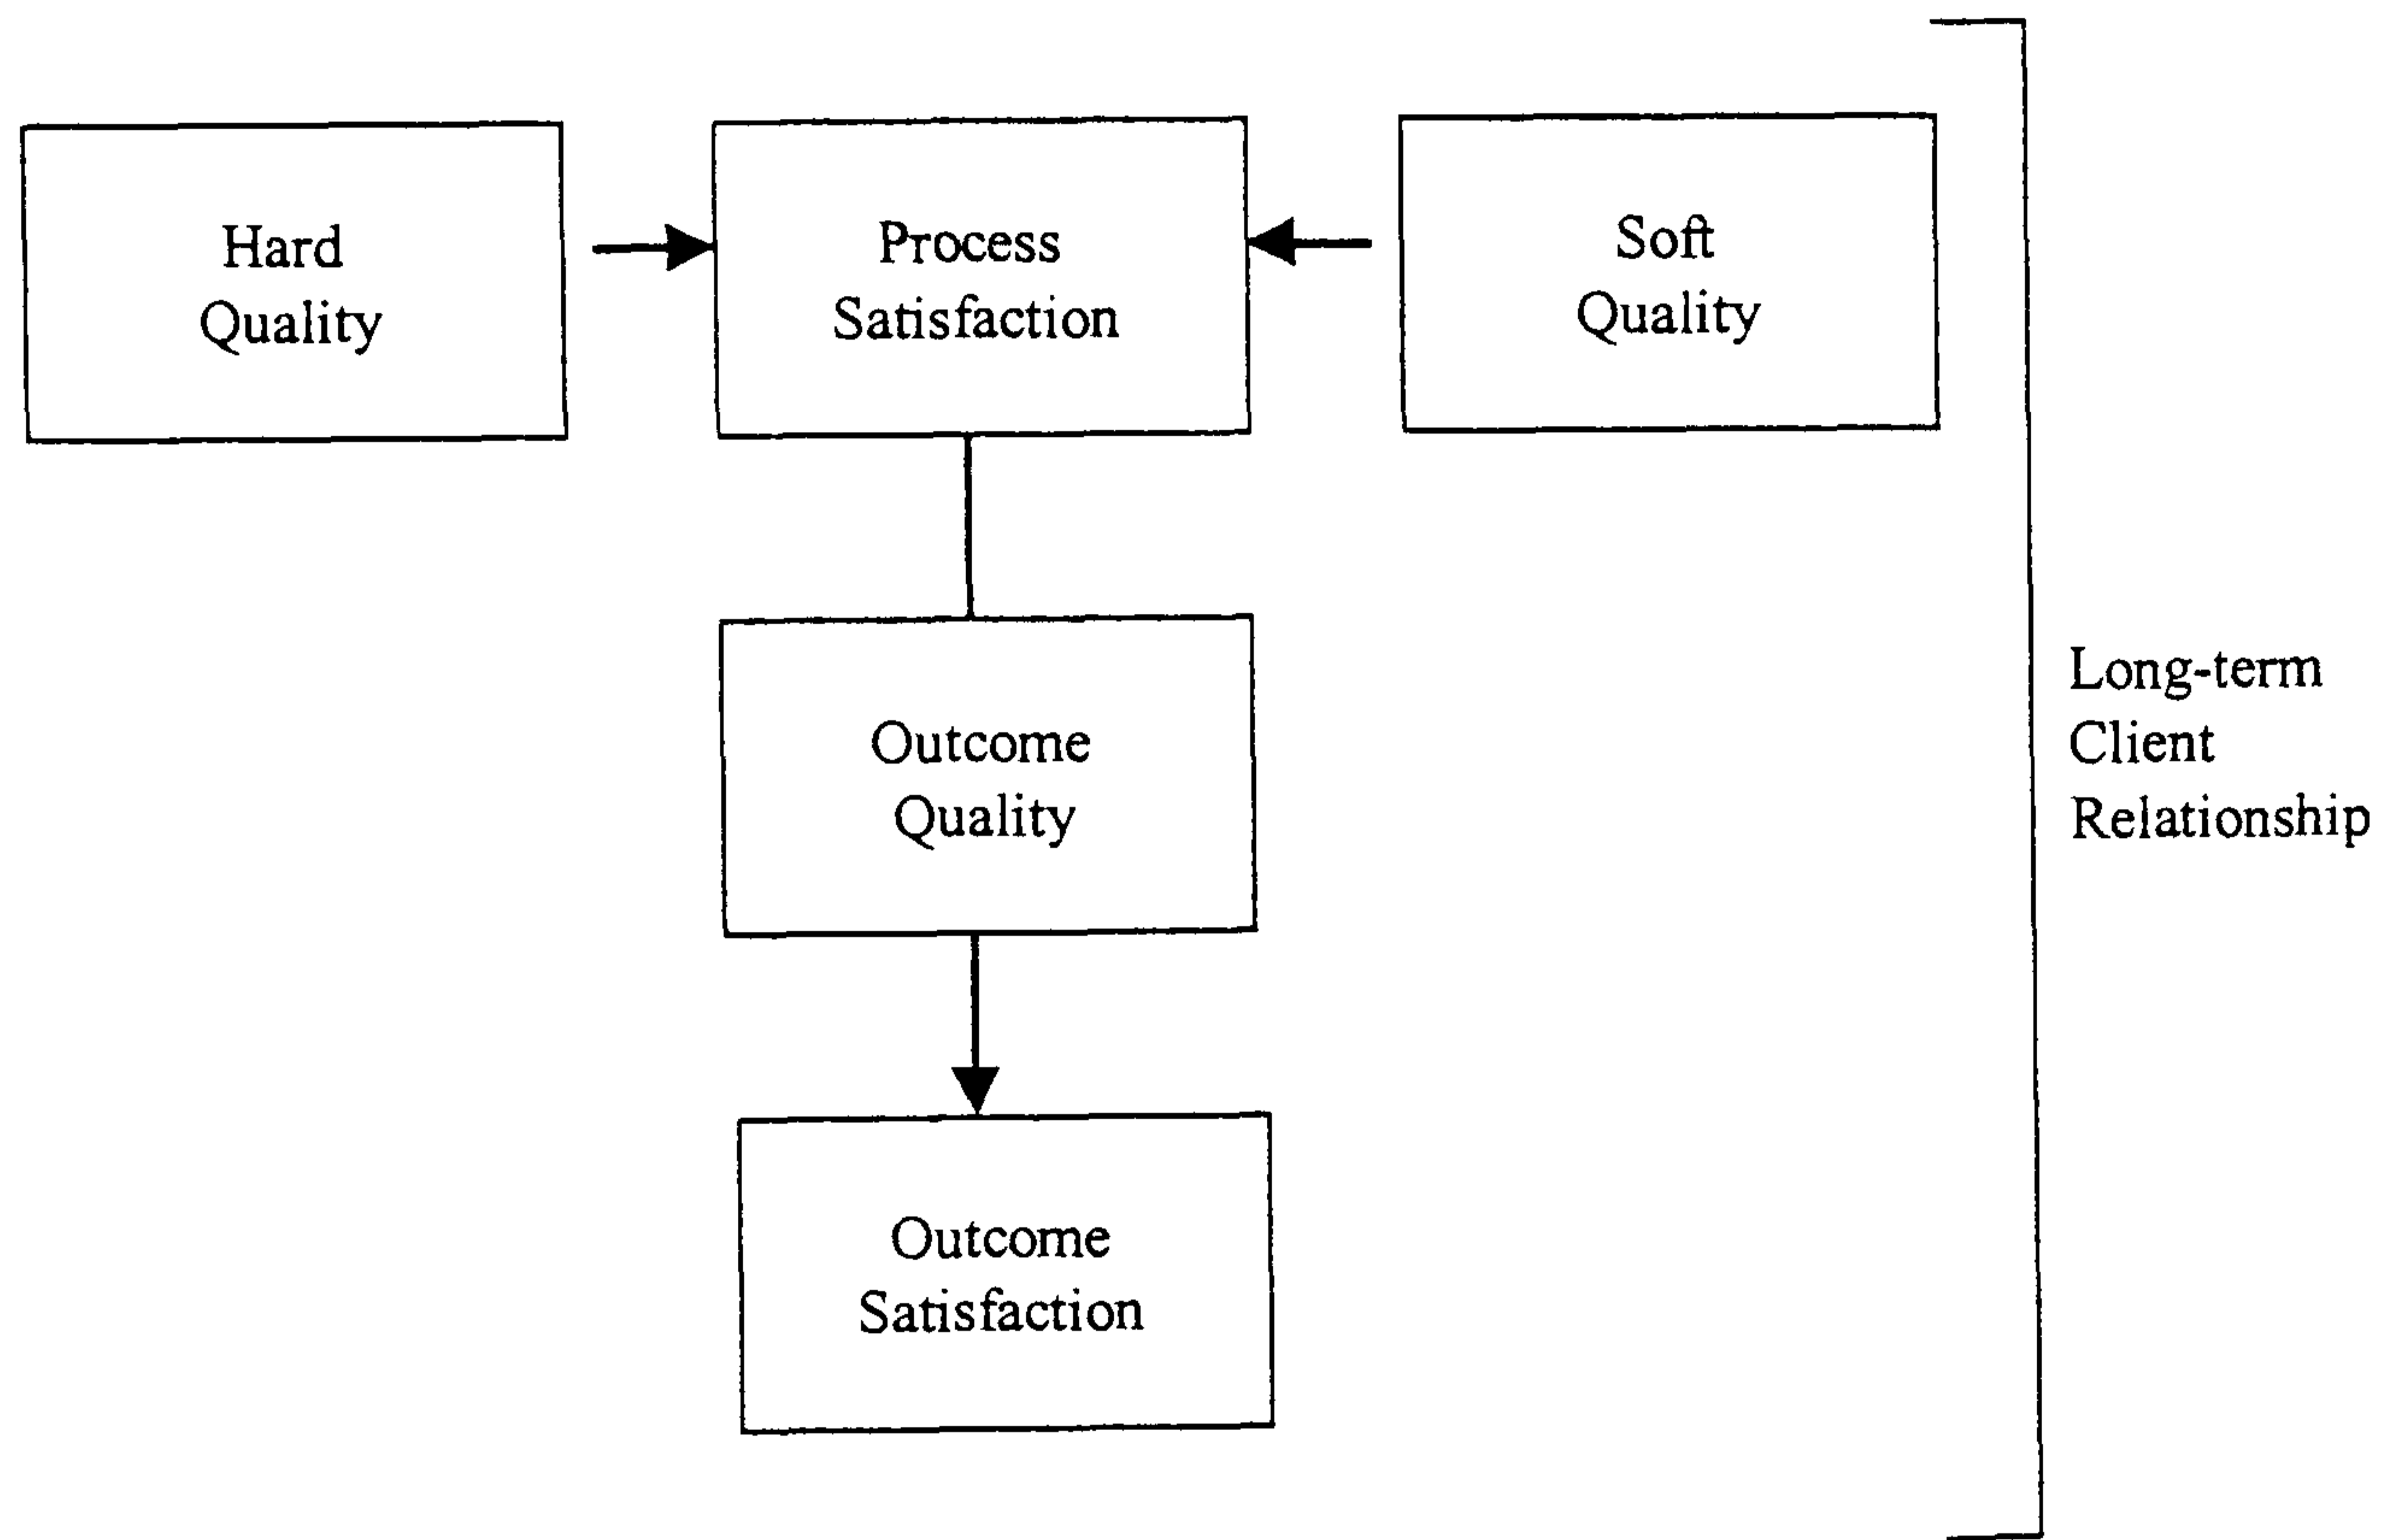 Hard
Quality
Process
Satisfaction
Soft
Quality
Outcome
Quality
Outcome
Satisfaction
Long-term
Client
Relationship